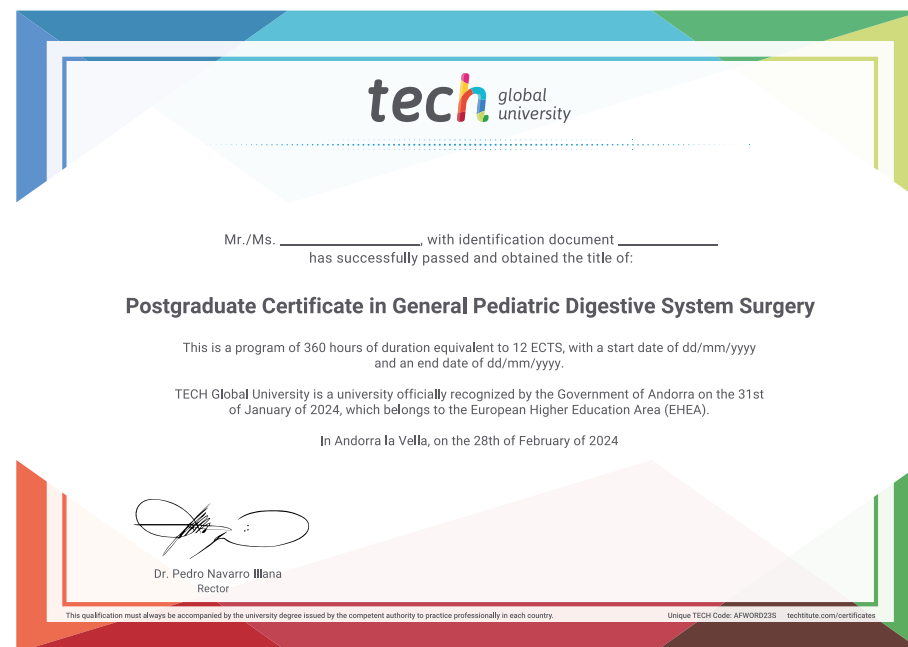 tech global university
Mr./Ms. ____________________, with identification document ______________
has successfully passed and obtained the title of:
Postgraduate Certificate in General Pediatric Digestive System Surgery
This is a program of 360 hours of duration equivalent to 12 ECTS, with a start date of dd/mm/yyyy
and an end date of dd/mm/yyyy.
TECH Global University is a university officially recognized by the Government of Andorra on the 31st
of January of 2024, which belongs to the European Higher Education Area (EHEA).
In Andorra la Vella, on the 28th of February of 2024
Dr. Pedro Navarro Illana
Rector
This qualification must always be accompanied by the university degree issued by the competent authority to practice professionally in each country.
Unique TECH Code: AFWORD23S techtitute.com/certificates